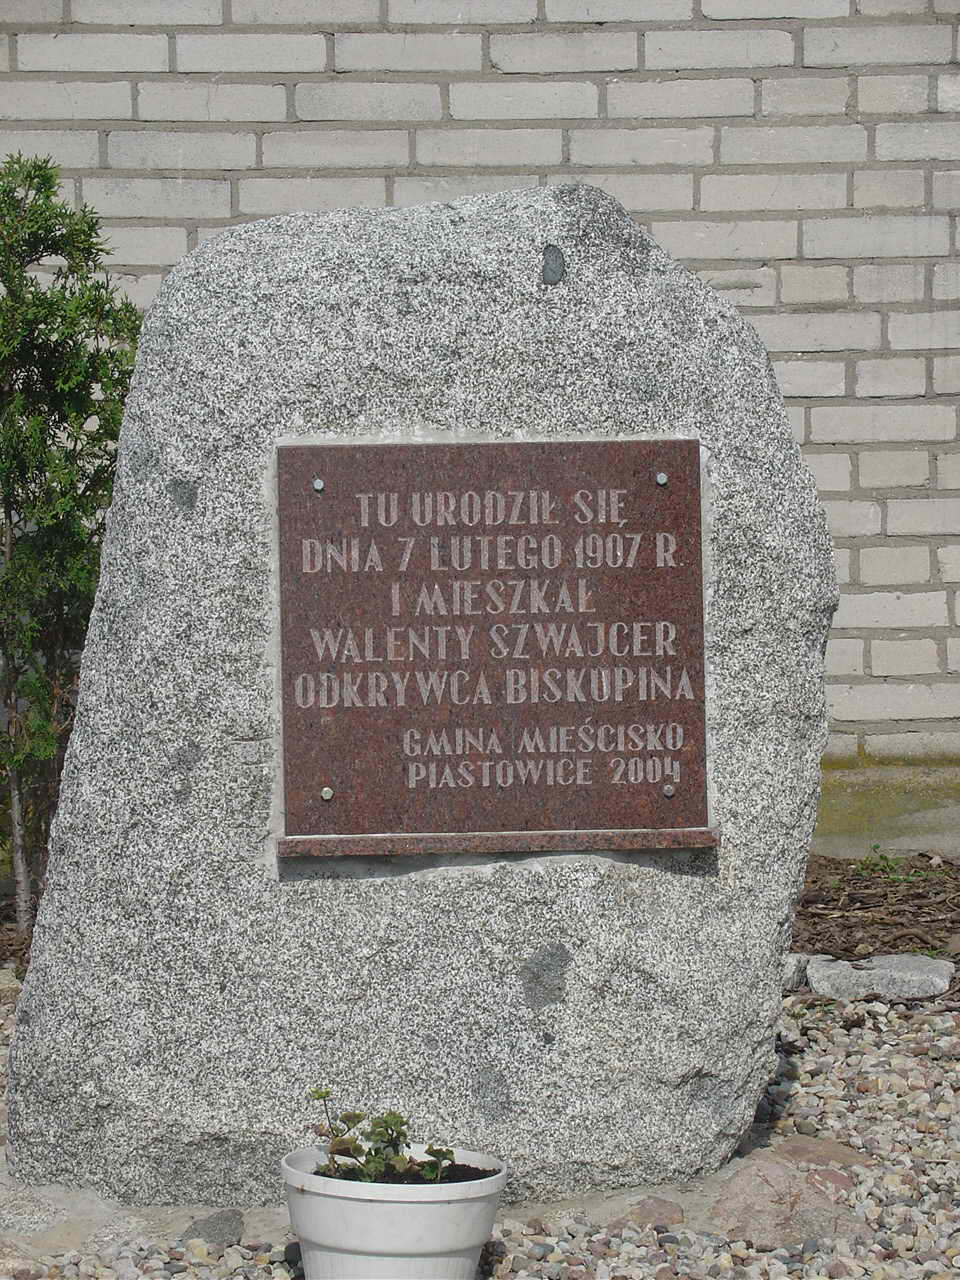 TU URODZIŁ SIĘ
DNIA 7 LUTEGO 1907 R.
I MIESZKAŁ
WALENTY SZWAJCER
ODKRYWCA BISKUPINA
GMINA MIEŚCISKO
PIASTOWICE 2004